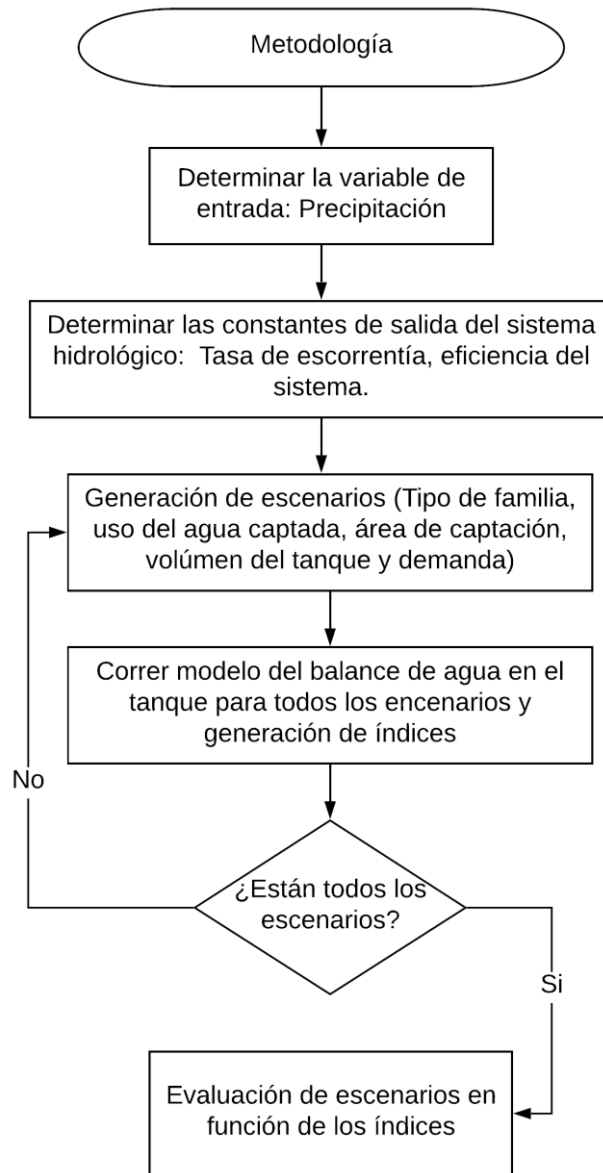 Metodología
Determinar la variable de
entrada: Precipitación
Determinar las constantes de salida del sistema
hidrológico:  Tasa de escorrentía, eficiencia del
sistema.
Generación de escenarios (Tipo de familia,
uso del agua captada, área de captación,
volúmen del tanque y demanda)
Correr modelo del balance de agua en el
tanque para todos los encenarios y
generación de índices
No
¿Están todos los
escenarios?
Si
Evaluación de escenarios en
función de los índices